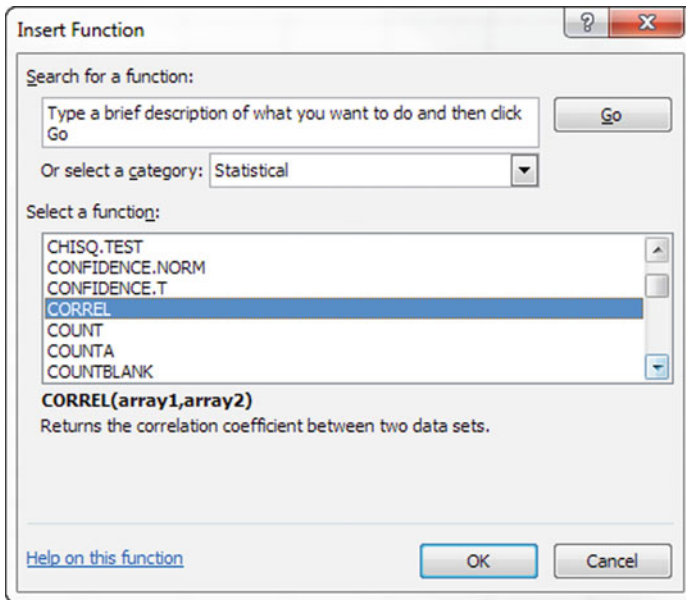 Insert Function
?
X
Search for a function:
Type a brief description of what you want to do and then click
Go
Go
Or select a category: Statistical
Select a function:
CHISQ.TEST
CONFIDENCE.NORM
CONFIDENCE.T
CORREL
COUNT
COUNTA
COUNTBLANK
CORREL(array1,array2)
Returns the correlation coefficient between two data sets.
Help on this function
OK
Cancel